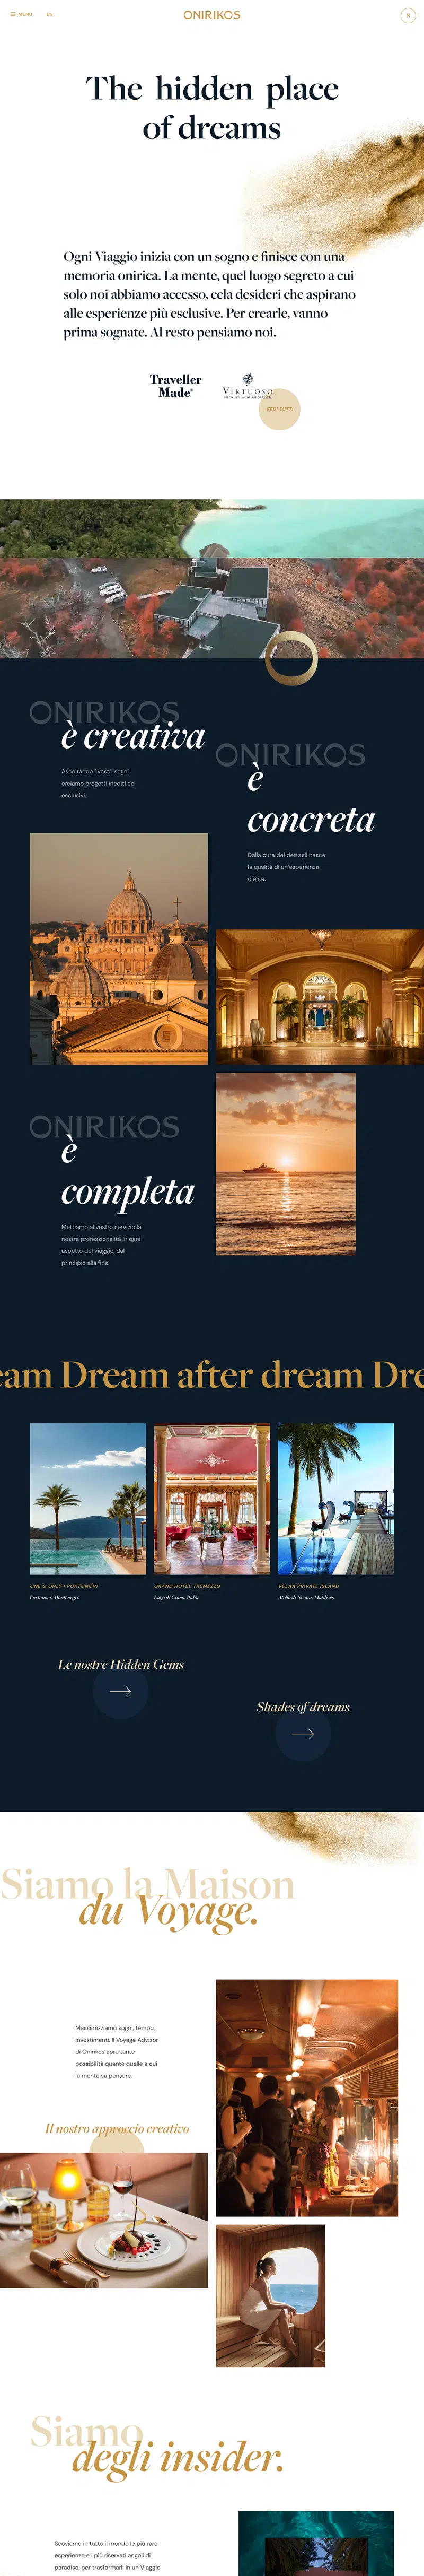 MENU
EN
ONIRIKOS
S
The hidden place
of dreams
Ogni Viaggio inizia con un sogno e finisce con una
memoria onirica. La mente, quel luogo segreto a cui
solo noi abbiamo accesso, cela desideri che aspirano
alle esperienze più esclusive. Per crearle, vanno
prima sognate. Al resto pensiamo noi.
Traveller
Made®
VIRTUOSO
SPECIALISTS IN THE ART OF TRAVEL
VEDI TUTTI
ONIRIKOS
è creativa
Ascoltando i vostri sogni
creiamo progetti inediti ed
esclusivi.
ONIRIKOS
è
concreta
Dalla cura dei dettagli nasce
la qualità di un'esperienza
d'élite.
ONIRIKOS
è
completa
Mettiamo al vostro servizio la
nostra professionalità in ogni
aspetto del viaggio, dal
principio alla fine.
eam Dream after dream Dre
ONE & ONLY | PORTONOVI
Portonovi, Montenegro
GRAND HOTEL TREMEZZO
Lago di Como, Italia
VELAA PRIVATE ISLAND
Atollo di Noonu, Maldives
Le nostre Hidden Gems
Shades of dreams
Siamo la Maison
du Voyage.
Massimizziamo sogni, tempo,
investimenti. Il Voyage Advisor
di Onirikos apre tante
possibilità quante quelle a cui
la mente sa pensare.
Il nostro approccio creativo
Siamo
degli insider.
Scoviamo in tutto il mondo le più rare
esperienze e i più riservati angoli di
paradiso, per trasformarli in un Viaggio